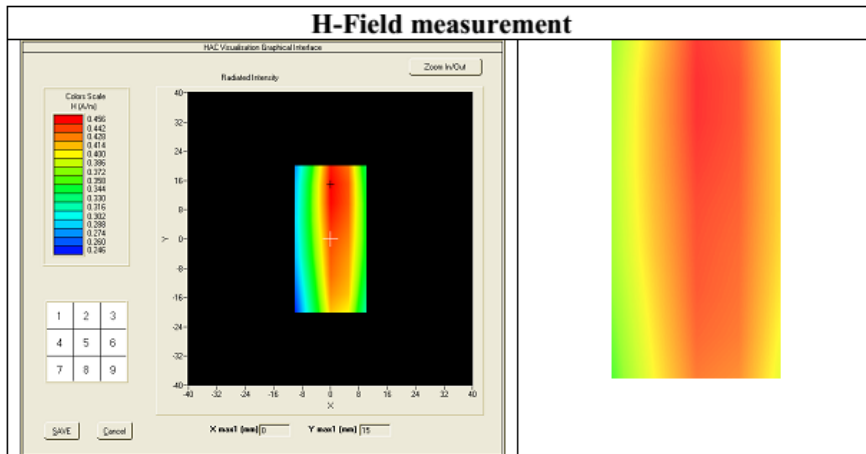 H-Field measurement
HAC Visualisation Graphical Interface
Zoom In/Out
Radiated Intensity
Colors Scale
H (A/m)
0.456
0.442
0.428
0.414
0.400
0.386
0.372
0.358
0.344
0.330
0.316
0.302
0.288
0.274
0.260
0.246
40
32
24
16
8
Y 0
-8
-16
-24
-32
-40
-40 -32 -24 -16 -8 0 8 16 24 32 40
X
1 2 3
4 5 6
7 8 9
SAVE Cancel X max1 (mm) 0 Y max1 (mm) 15